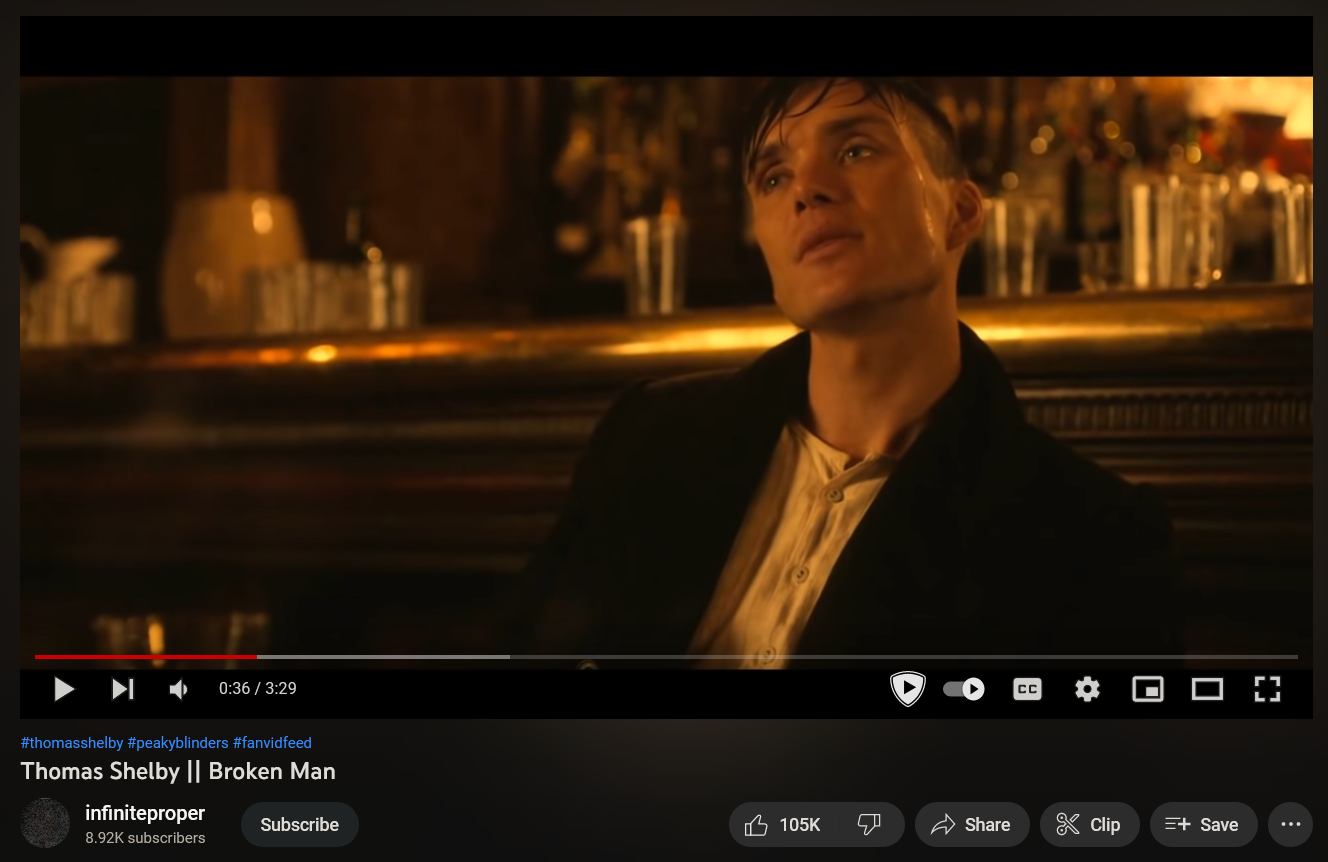 0:36 / 3:29
CC
#thomasshelby #peakyblinders #fanvidfeed
Thomas Shelby || Broken Man
infiniteproper
8.92K subscribers
Subscribe
105K
Share
Clip
Save